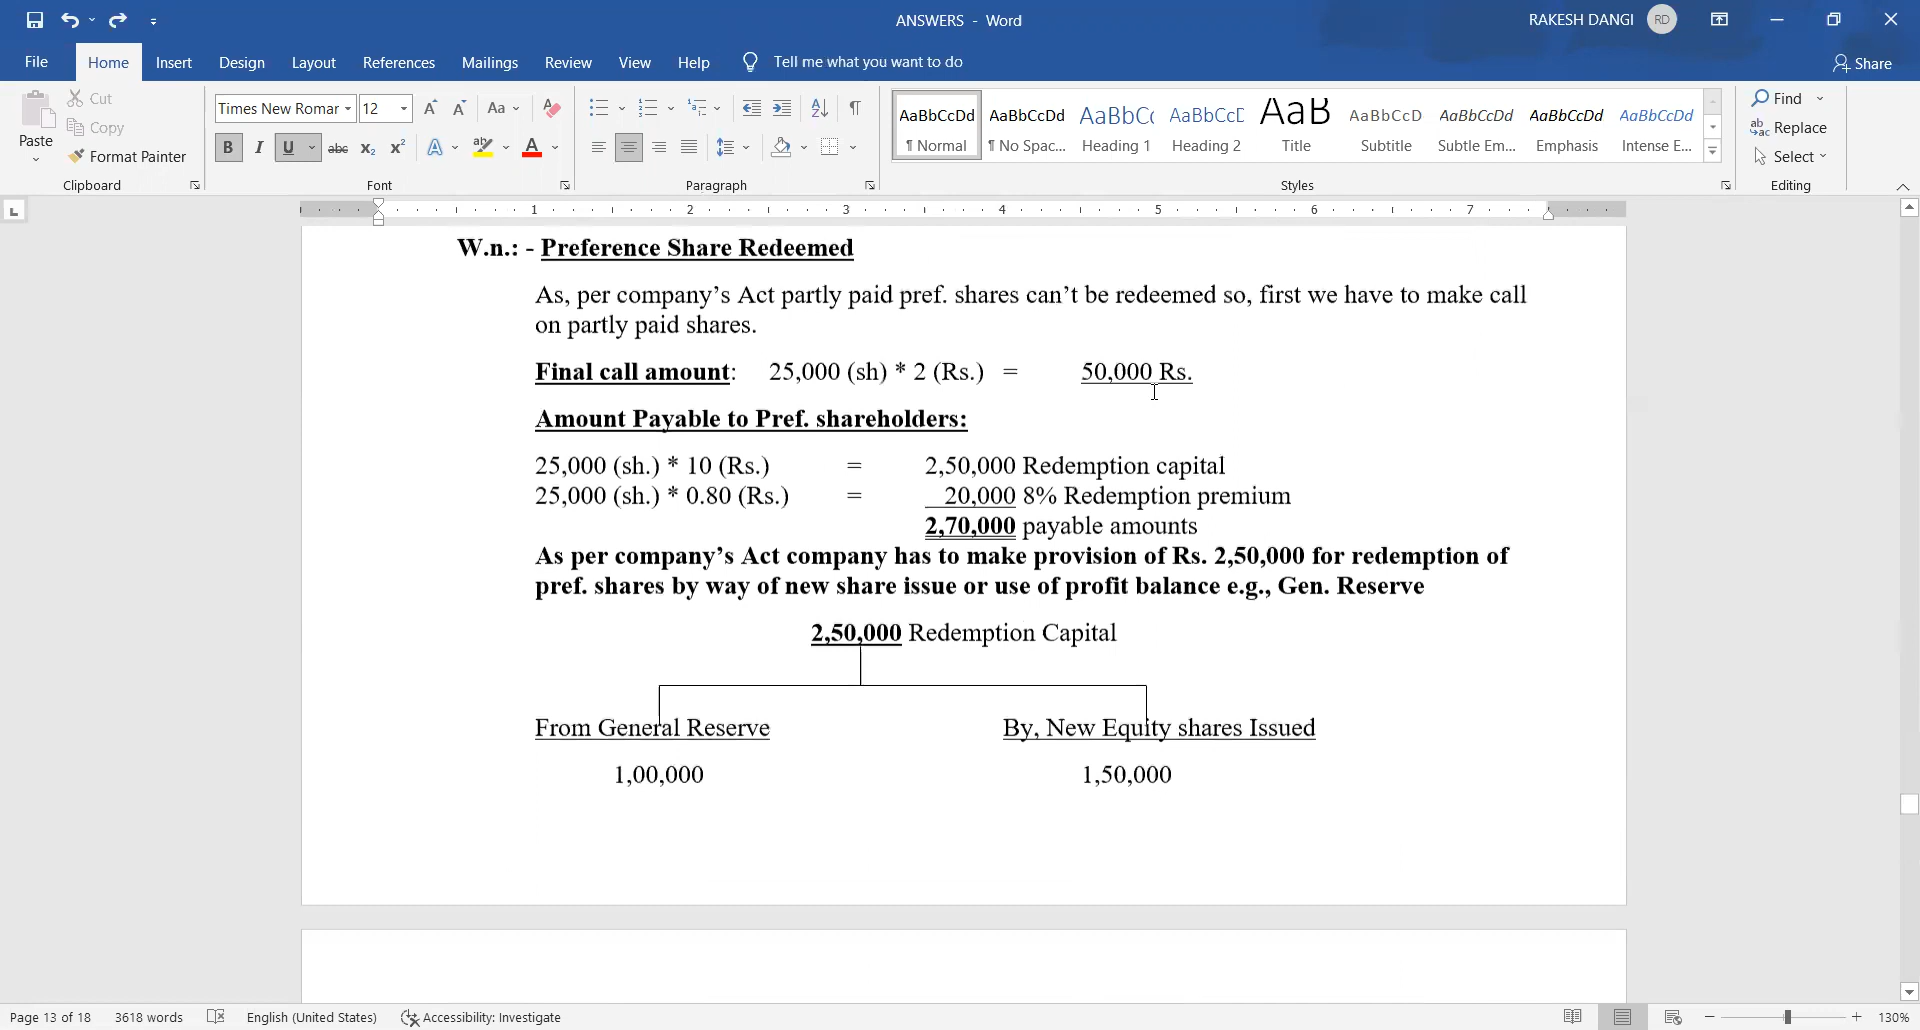 ANSWERS - Word
RAKESH DANGI RD
File Home Insert Design Layout References Mailings Review View Help Tell me what you want to do Share
Paste
Cut
Copy
Format Painter
Clipboard
Times New Romar 12
Font
Paragraph
AaBbCcDd AaBbCcDd AaBbCc AaBbCcE AaB AaBbCcD AaBbCcDd AaBbCcDd AaBbCcDd
¶ Normal ¶ No Spac... Heading 1 Heading 2 Title Subtitle Subtle Em... Emphasis Intense E...
Styles
Find
Replace
Select
Editing
1 2 3 4 5 6 7
W.n.: - Preference Share Redeemed
As, per company’s Act partly paid pref. shares can’t be redeemed so, first we have to make call
on partly paid shares.
Final call amount: 25,000 (sh) * 2 (Rs.) = 50,000 Rs.
Amount Payable to Pref. shareholders:
25,000 (sh.) * 10 (Rs.) = 2,50,000 Redemption capital
25,000 (sh.) * 0.80 (Rs.) = 20,000 8% Redemption premium
2,70,000 payable amounts
As per company’s Act company has to make provision of Rs. 2,50,000 for redemption of
pref. shares by way of new share issue or use of profit balance e.g., Gen. Reserve
2,50,000 Redemption Capital
From General Reserve By, New Equity shares Issued
1,00,000 1,50,000
Page 13 of 18 3618 words English (United States) Accessibility: Investigate 130%